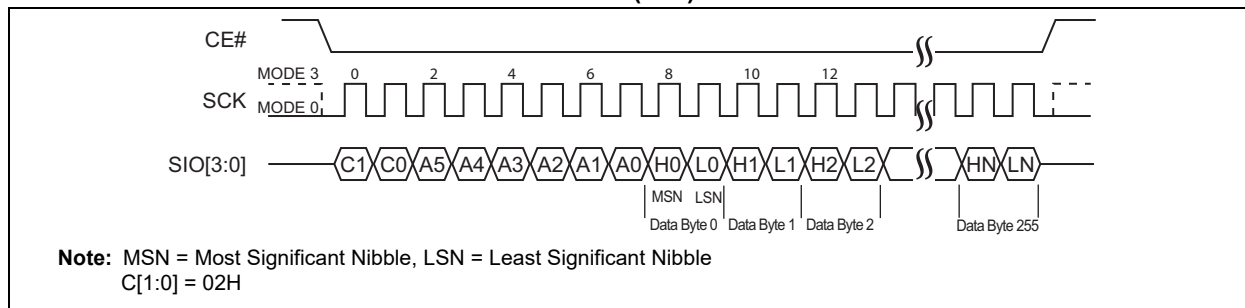 CE#
MODE 3 0 2 4 6 8 10 12
SCK MODE 0
SIO[3:0] C1 C0 A5 A4 A3 A2 A1 A0 H0 L0 H1 L1 H2 L2 HN LN
MSN LSN
Data Byte 0 Data Byte 1 Data Byte 2 Data Byte 255
Note: MSN = Most Significant Nibble, LSN = Least Significant Nibble
C[1:0] = 02H